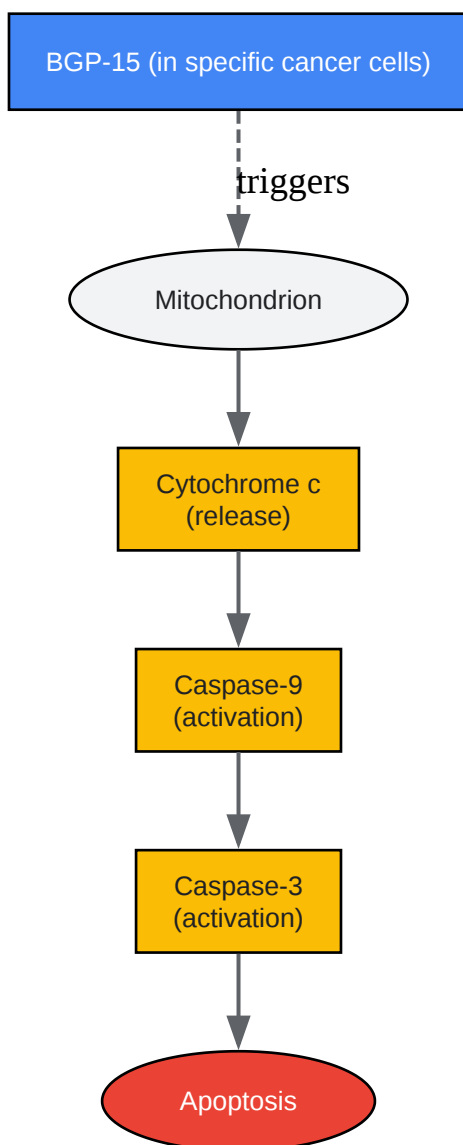 BGP-15 (in specific cancer cells)
triggers
Mitochondrion
Cytochrome c
(release)
Caspase-9
(activation)
Caspase-3
(activation)
Apoptosis